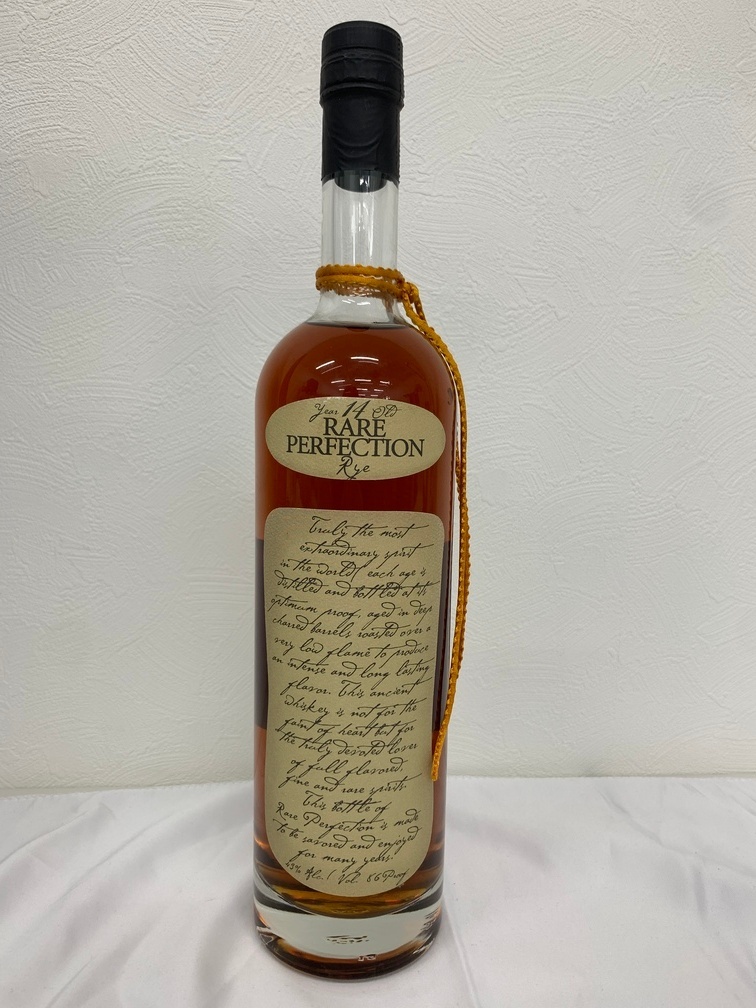 Year 14 Old
RARE
PERFECTION
Rye
Truly the most
extraordinary spirit
in the world, each age is
distilled and bottled at its
optimum proof, aged in deep
charred barrels roasted over a
very low flame to produce
an intense and long lasting
flavor. This ancient
whiskey is not for the
faint of heart but for
the truly devoted lover
of full flavored,
fine and rare spirits.
This bottle of
Rare Perfection is made
to be savored and enjoyed
for many years.
43% Alc./Vol. 86 Proof